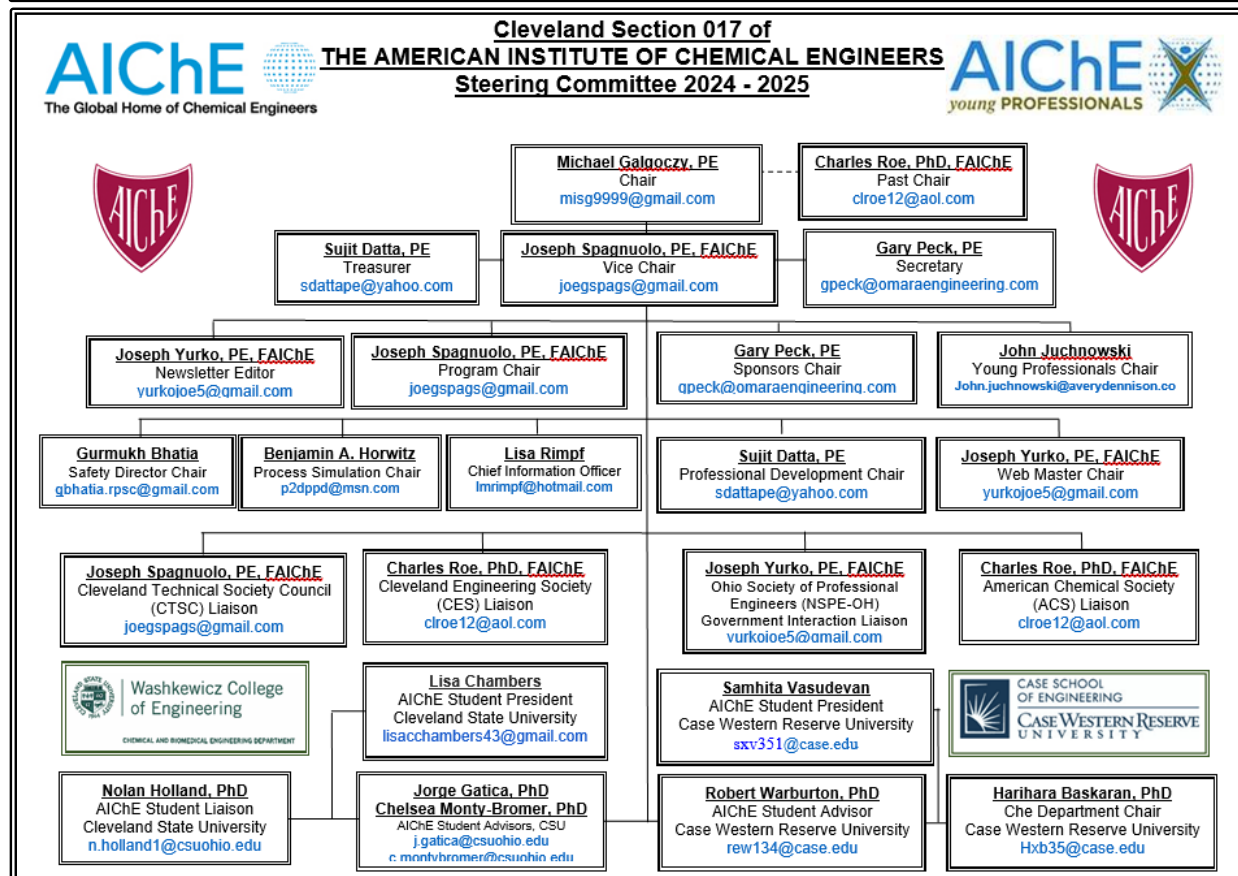 Cleveland Section 017 of
THE AMERICAN INSTITUTE OF CHEMICAL ENGINEERS
Steering Committee 2024 - 2025
AIChE
The Global Home of Chemical Engineers
AIChE
young PROFESSIONALS
AIChE
AIChE
Michael Galgoczy, PE
Chair
misg9999@gmail.com
Charles Roe, PhD, FAIChE
Past Chair
clroe12@aol.com
Sujit Datta, PE
Treasurer
sdattape@yahoo.com
Joseph Spagnuolo, PE, FAIChE
Vice Chair
joegspags@gmail.com
Gary Peck, PE
Secretary
gpeck@omaraengineering.com
Joseph Yurko, PE, FAIChE
Newsletter Editor
yurkojoe5@gmail.com
Joseph Spagnuolo, PE, FAIChE
Program Chair
joegspags@gmail.com
Gary Peck, PE
Sponsors Chair
gpeck@omaraengineering.com
John Juchnowski
Young Professionals Chair
John.juchnowski@averydennison.co
Gurmukh Bhatia
Safety Director Chair
gbhatia.rpsc@gmail.com
Benjamin A. Horwitz
Process Simulation Chair
p2dppd@msn.com
Lisa Rimpf
Chief Information Officer
lmrimpf@hotmail.com
Sujit Datta, PE
Professional Development Chair
sdattape@yahoo.com
Joseph Yurko, PE, FAIChE
Web Master Chair
yurkojoe5@gmail.com
Joseph Spagnuolo, PE, FAIChE
Cleveland Technical Society Council
(CTSC) Liaison
joegspags@gmail.com
Charles Roe, PhD, FAIChE
Cleveland Engineering Society
(CES) Liaison
clroe12@aol.com
Joseph Yurko, PE, FAIChE
Ohio Society of Professional
Engineers (NSPE-OH)
Government Interaction Liaison
yurkojoe5@gmail.com
Charles Roe, PhD, FAIChE
American Chemical Society
(ACS) Liaison
clroe12@aol.com
Washkewicz College
of Engineering
CHEMICAL AND BIOMEDICAL ENGINEERING DEPARTMENT
Lisa Chambers
AIChE Student President
Cleveland State University
lisacchambers43@gmail.com
Samhita Vasudevan
AIChE Student President
Case Western Reserve University
sxv351@case.edu
CASE SCHOOL
OF ENGINEERING
CASE WESTERN RESERVE
UNIVERSITY
Nolan Holland, PhD
AIChE Student Liaison
Cleveland State University
n.holland1@csuohio.edu
Jorge Gatica, PhD
Chelsea Monty-Bromer, PhD
AIChE Student Advisors, CSU
j.gatica@csuohio.edu
c.montybromer@csuohio.edu
Robert Warburton, PhD
AIChE Student Advisor
Case Western Reserve University
rew134@case.edu
Harihara Baskaran, PhD
Che Department Chair
Case Western Reserve University
Hxb35@case.edu